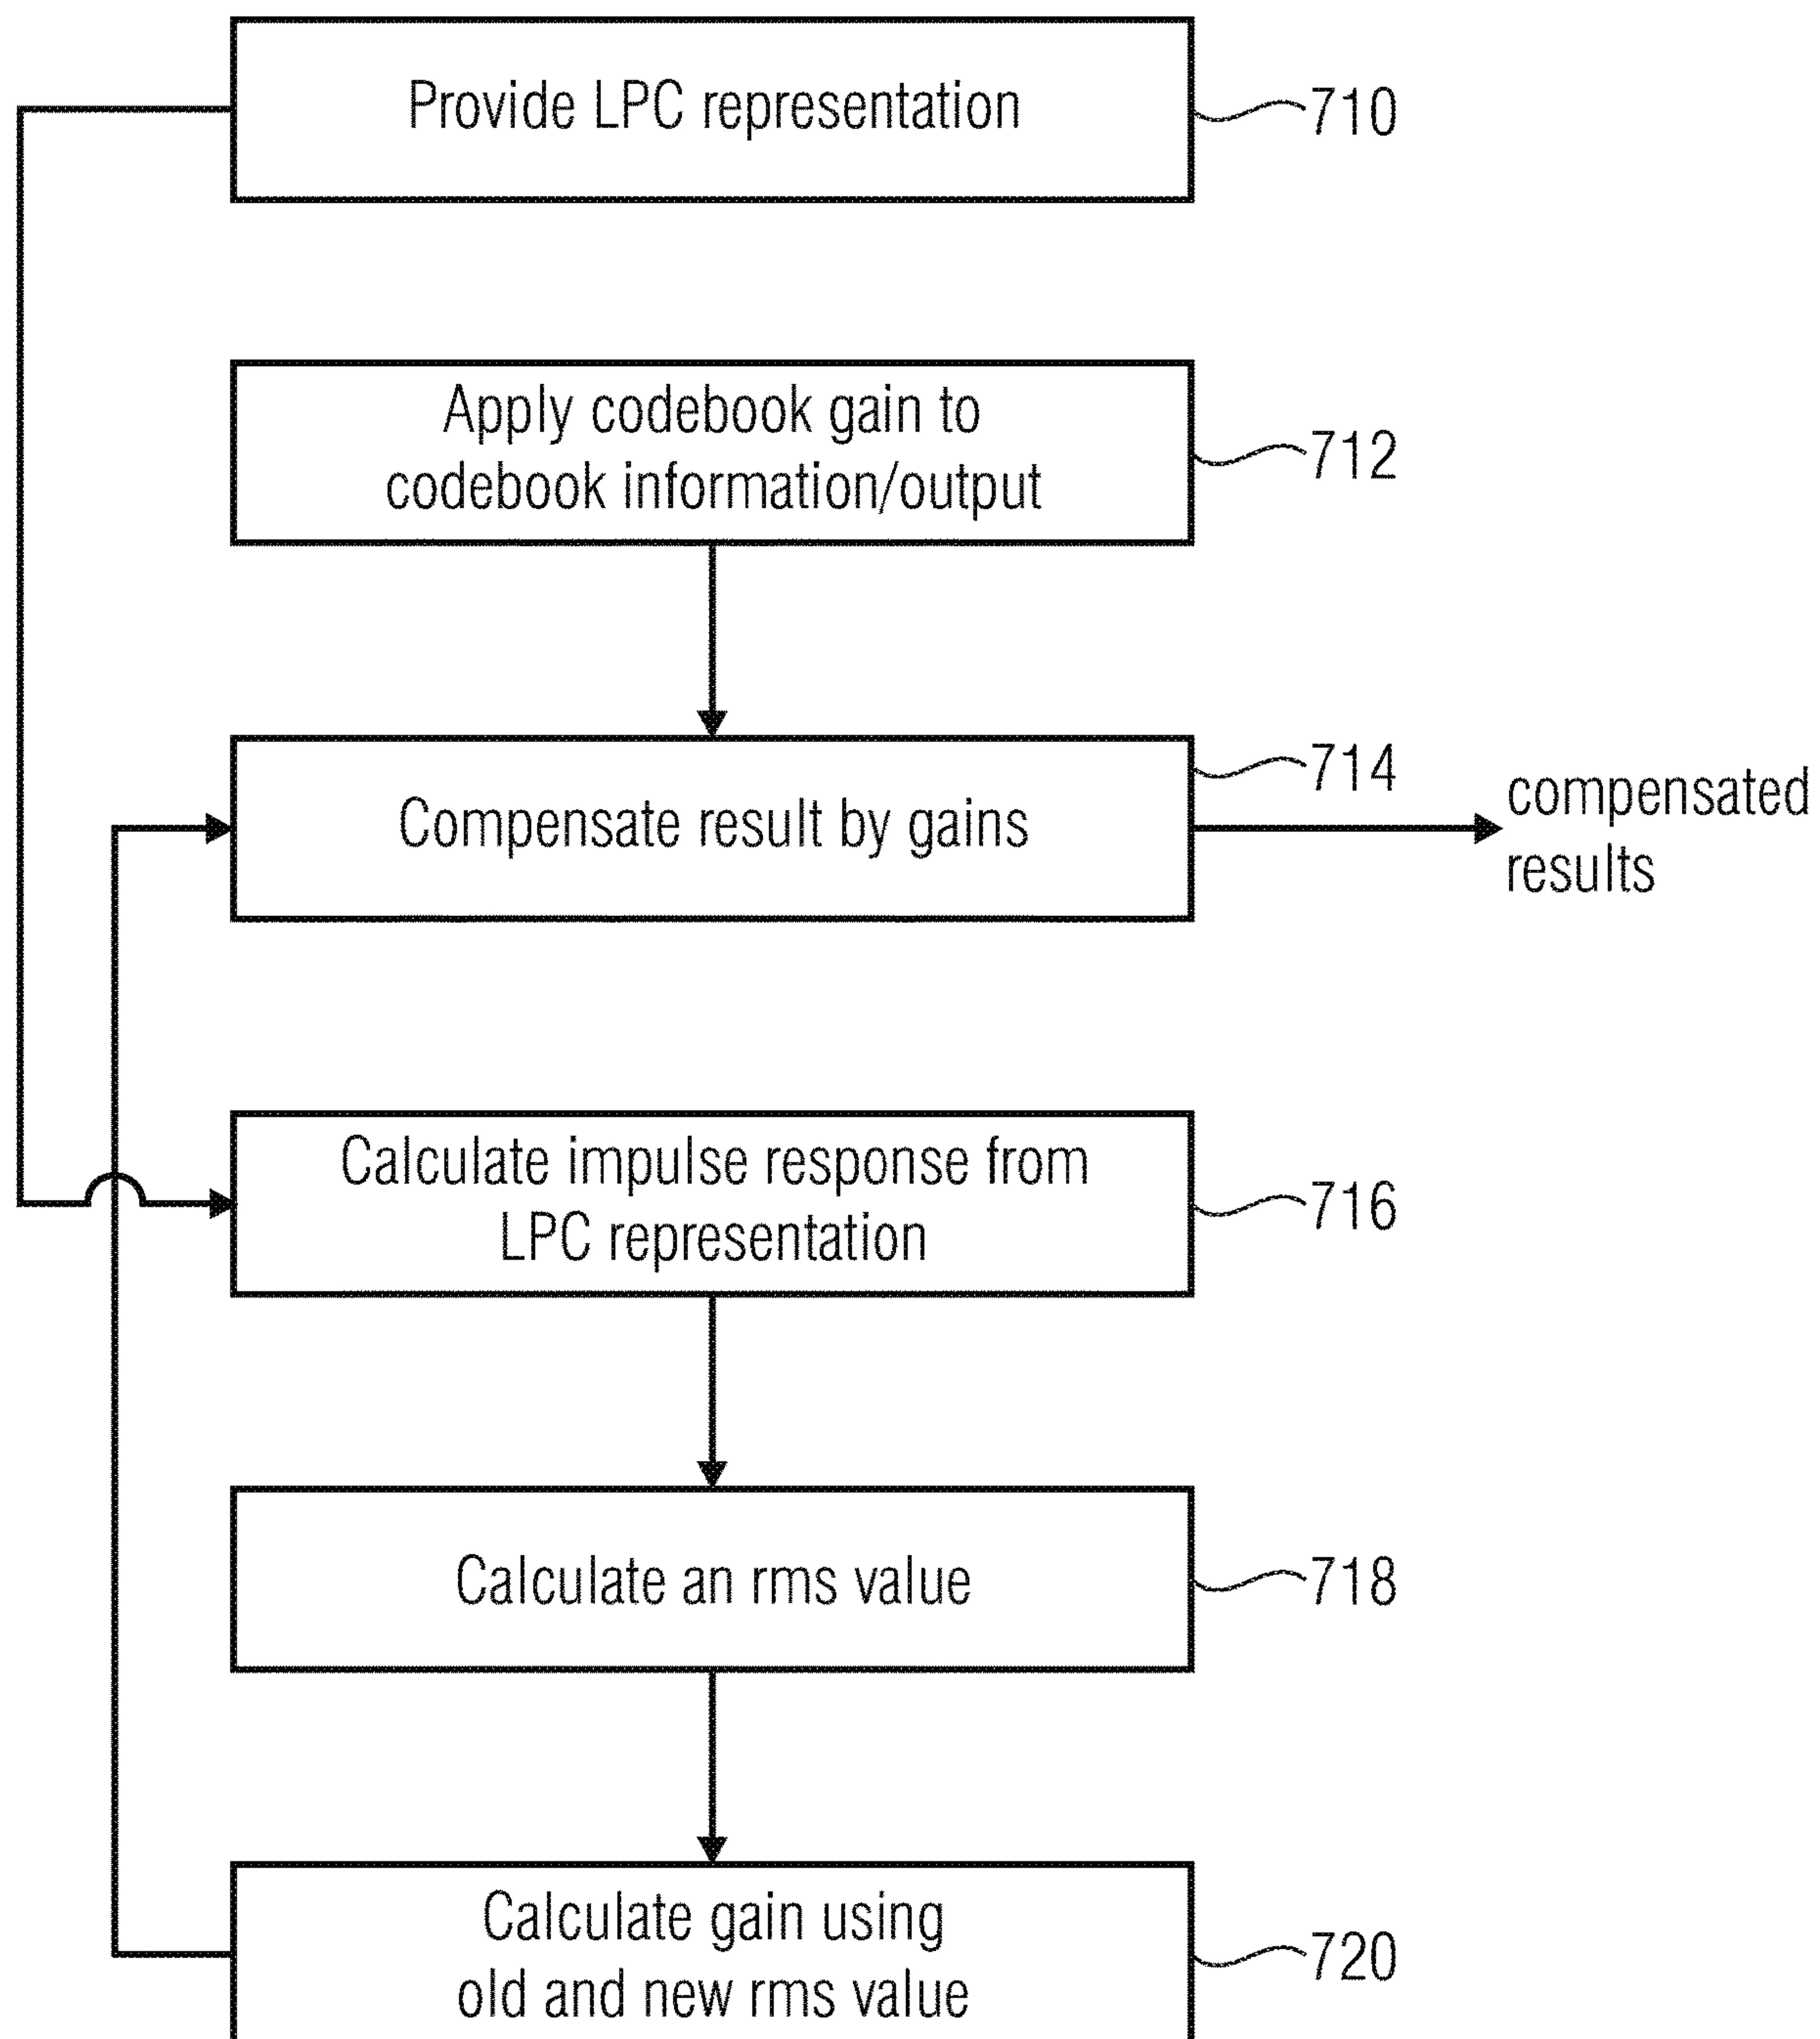 Provide LPC representation
710
Apply codebook gain to
codebook information/output
712
Compensate result by gains
714
compensated
results
Calculate impulse response from
LPC representation
716
Calculate an rms value
718
Calculate gain using
old and new rms value
720